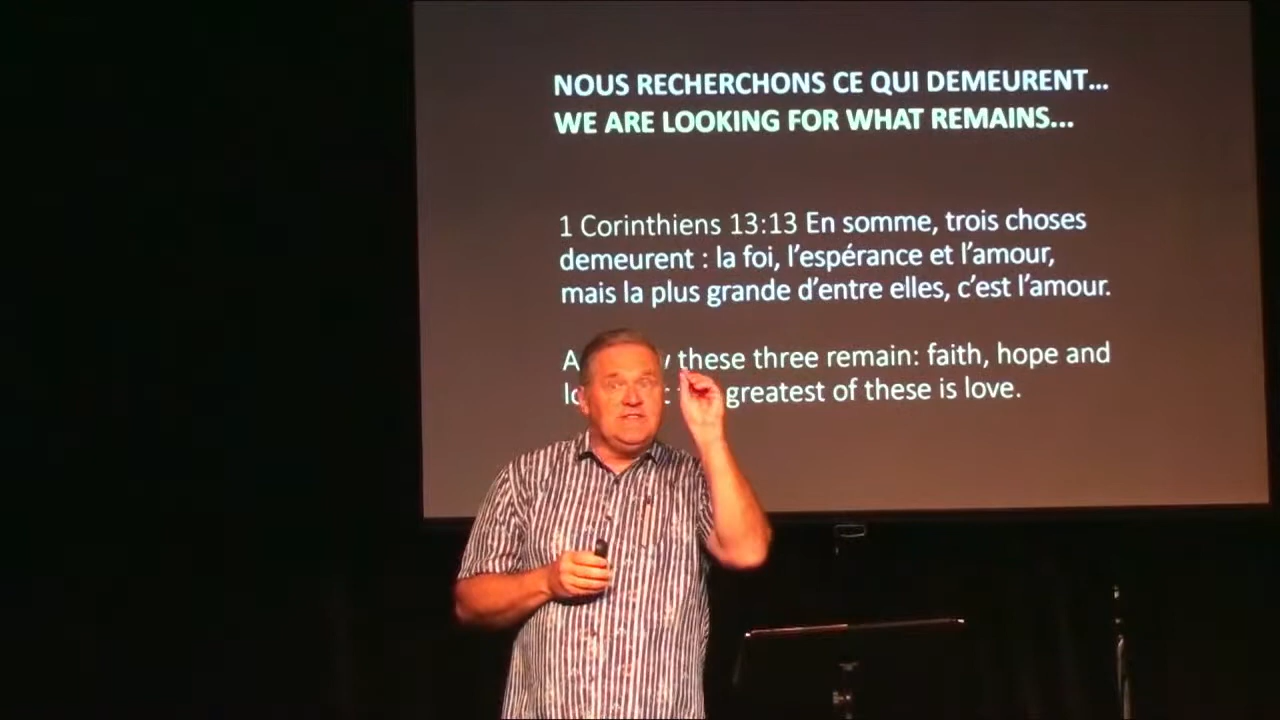 NOUS RECHERCHONS CE QUI DEMEURENT...
WE ARE LOOKING FOR WHAT REMAINS...
1 Corinthiens 13:13 En somme, trois choses
demeurent : la foi, l'espérance et l'amour,
mais la plus grande d'entre elles, c'est l'amour.
these three remain: faith, hope and
greatest of these is love.